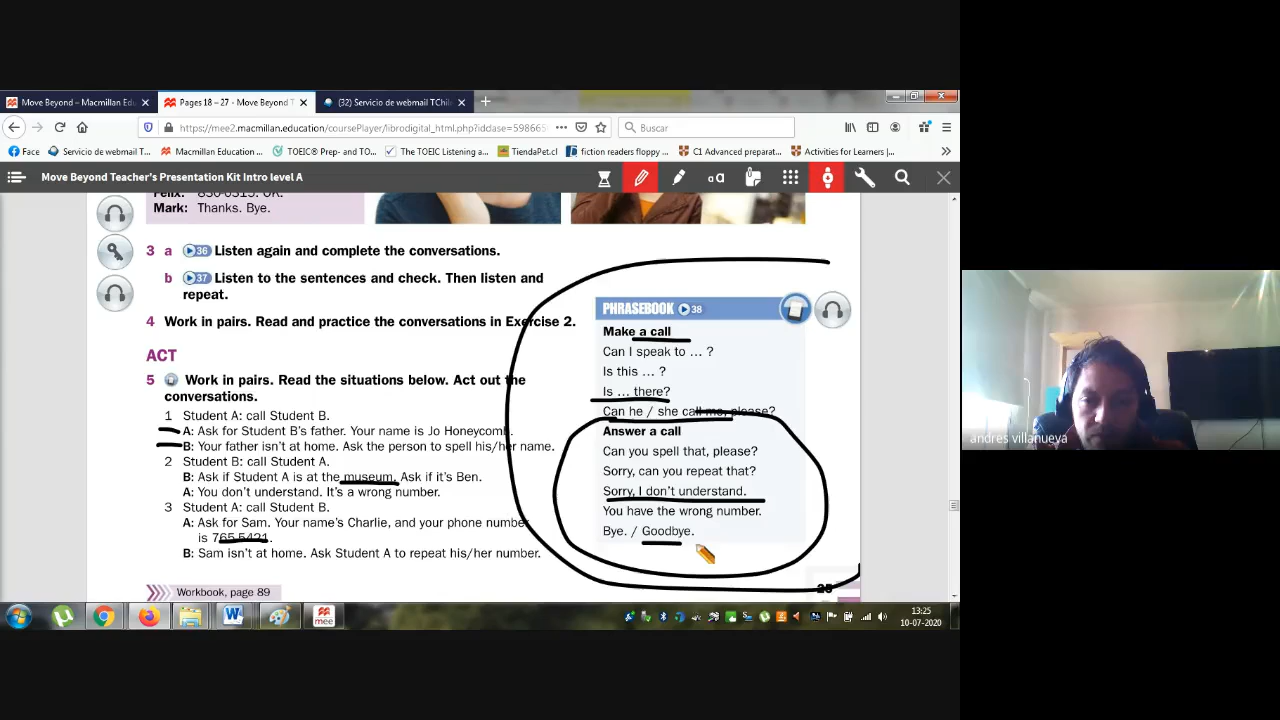 Move Beyond – Macmillan Edu
Pages 18 – 27 - Move Beyond T
(32) Servicio de webmail TChile
https://mee2.macmillan.education/coursePlayer/librodigital_html.php?idclase=598665
Buscar
Face
Servicio de webmail T...
Macmillan Education ...
TOEIC® Prep- and TO...
The TOEIC Listening a...
TiendaPet.cl
fiction readers floppy ...
C1 Advanced preparat...
Activities for Learners |...
Move Beyond Teacher's Presentation Kit Intro level A
Mark: Thanks. Bye.
3 a 36 Listen again and complete the conversations.
b 37 Listen to the sentences and check. Then listen and
repeat.
4 Work in pairs. Read and practice the conversations in Exercise 2.
ACT
5 Work in pairs. Read the situations below. Act out the
conversations.
1 Student A: call Student B.
A: Ask for Student B's father. Your name is Jo Honeycomb.
B: Your father isn't at home. Ask the person to spell his/her name.
2 Student B: call Student A.
B: Ask if Student A is at the museum. Ask if it's Ben.
A: You don't understand. It's a wrong number.
3 Student A: call Student B.
A: Ask for Sam. Your name's Charlie, and your phone number
is 765-5421.
B: Sam isn't at home. Ask Student A to repeat his/her number.
Workbook, page 89
PHRASEBOOK 38
Make a call
Can I speak to ... ?
Is this ... ?
Is ... there?
Can he / she call me, please?
Answer a call
Can you spell that, please?
Sorry, can you repeat that?
Sorry, I don't understand.
You have the wrong number.
Bye. / Goodbye.
25
mee
13:25
10-07-2020
andres villanueva